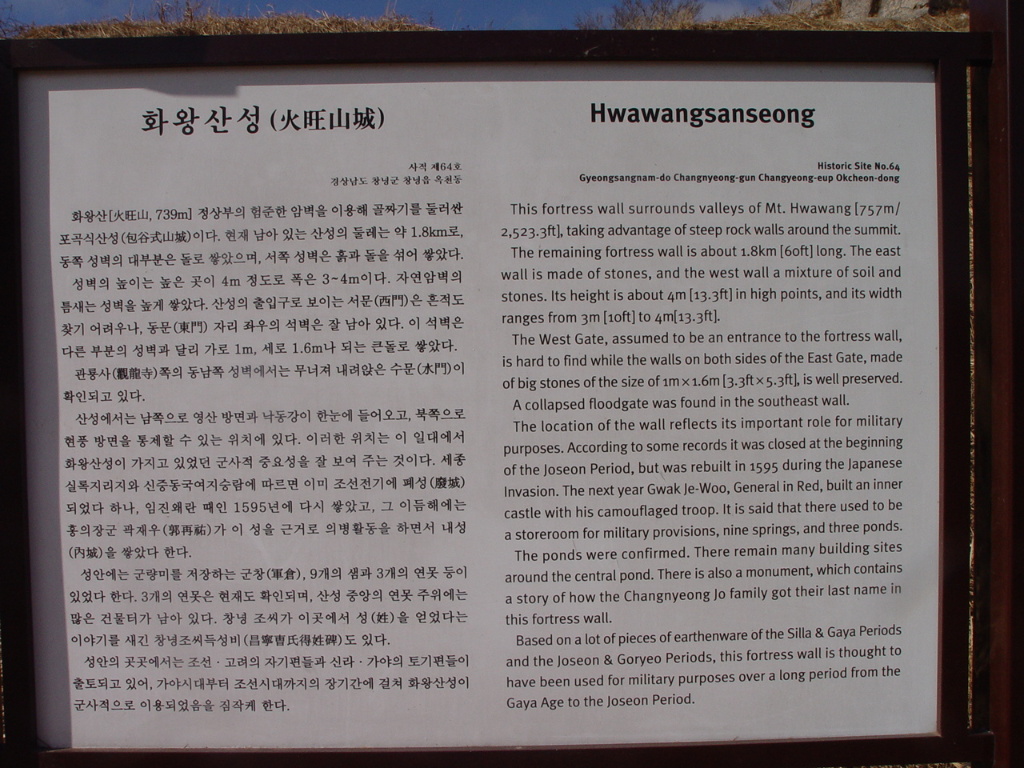 화왕산성(火旺山城)
사적 제64호
경상남도 창녕군 창녕읍 옥천동
화왕산[火旺山, 739m] 정상부의 험준한 암벽을 이용해 골짜기를 둘러싼
포곡식산성(包谷式山城)이다. 현재 남아 있는 산성의 둘레는 약 1.8km로,
동쪽 성벽의 대부분은 돌로 쌓았으며, 서쪽 성벽은 흙과 돌을 섞어 쌓았다.
성벽의 높이는 높은 곳이 4m 정도로 폭은 3~4m이다. 자연암벽의
틈새는 성벽을 높게 쌓았다. 산성의 출입구로 보이는 서문(西門)은 흔적도
찾기 어려우나, 동문(東門) 자리 좌우의 석벽은 잘 남아 있다. 이 석벽은
다른 부분의 성벽과 달리 가로 1m, 세로 1.6m나 되는 큰돌로 쌓았다.
관룡사(觀龍寺)쪽의 동남쪽 성벽에서는 무너져 내려앉은 수문(水門)이
확인되고 있다.
산성에서는 남쪽으로 영산 방면과 낙동강이 한눈에 들어오고, 북쪽으로
현풍 방면을 통제할 수 있는 위치에 있다. 이러한 위치는 이 일대에서
화왕산성이 가지고 있었던 군사적 중요성을 잘 보여 주는 것이다. 세종
실록지리지와 신증동국여지승람에 따르면 이미 조선전기에 폐성(廢城)
되었다 하나, 임진왜란 때인 1595년에 다시 쌓았고, 그 이듬해에는
홍의장군 곽재우(郭再祐)가 이 성을 근거로 의병활동을 하면서 내성
(內城)을 쌓았다 한다.
성안에는 군량미를 저장하는 군창(軍倉), 9개의 샘과 3개의 연못 등이
있었다 한다. 3개의 연못은 현재도 확인되며, 산성 중앙의 연못 주위에는
많은 건물터가 남아 있다. 창녕 조씨가 이곳에서 성(姓)을 얻었다는
이야기를 새긴 창녕조씨득성비(昌寧曺氏得姓碑)도 있다.
성안의 곳곳에서는 조선 · 고려의 자기편들과 신라 · 가야의 토기편들이
출토되고 있어, 가야시대부터 조선시대까지의 장기간에 걸쳐 화왕산성이
군사적으로 이용되었음을 짐작케 한다.
Hwawangsanseong
Historic Site No.64
Gyeongsangnam-do Changnyeong-gun Changyeong-eup Okcheon-dong
This fortress wall surrounds valleys of Mt. Hwawang [757m/
2,523.3ft], taking advantage of steep rock walls around the summit.
The remaining fortress wall is about 1.8km [60ft] long. The east
wall is made of stones, and the west wall a mixture of soil and
stones. Its height is about 4m [13.3ft] in high points, and its width
ranges from 3m [10ft] to 4m[13.3ft].
The West Gate, assumed to be an entrance to the fortress wall,
is hard to find while the walls on both sides of the East Gate, made
of big stones of the size of 1m×1.6m [3.3ft×5.3ft], is well preserved.
A collapsed floodgate was found in the southeast wall.
The location of the wall reflects its important role for military
purposes. According to some records it was closed at the beginning
of the Joseon Period, but was rebuilt in 1595 during the Japanese
Invasion. The next year Gwak Je-Woo, General in Red, built an inner
castle with his camouflaged troop. It is said that there used to be
a storeroom for military provisions, nine springs, and three ponds.
The ponds were confirmed. There remain many building sites
around the central pond. There is also a monument, which contains
a story of how the Changnyeong Jo family got their last name in
this fortress wall.
Based on a lot of pieces of earthenware of the Silla & Gaya Periods
and the Joseon & Goryeo Periods, this fortress wall is thought to
have been used for military purposes over a long period from the
Gaya Age to the Joseon Period.